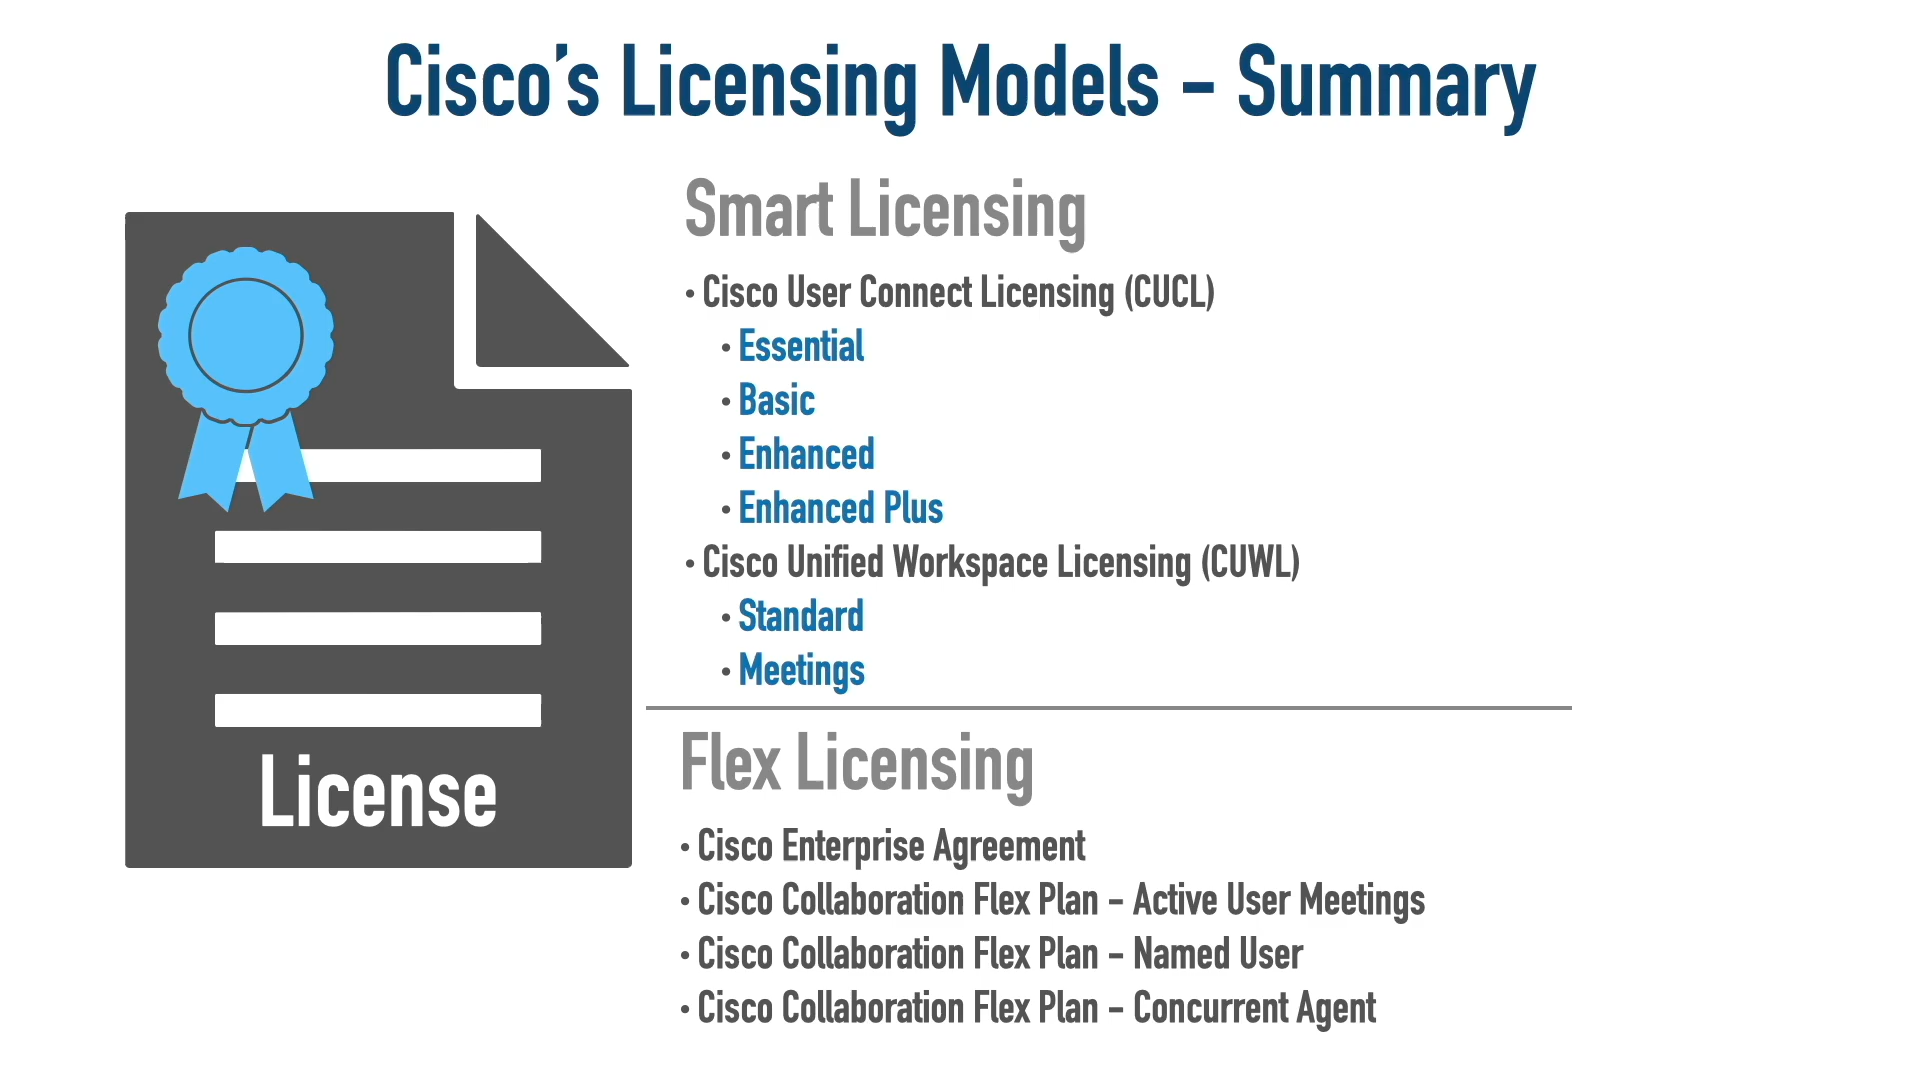 Cisco’s Licensing Models – Summary
Smart Licensing
• Cisco User Connect Licensing (CUCL)
• Essential
• Basic
• Enhanced
• Enhanced Plus
• Cisco Unified Workspace Licensing (CUWL)
• Standard
• Meetings
License
Flex Licensing
• Cisco Enterprise Agreement
• Cisco Collaboration Flex Plan – Active User Meetings
• Cisco Collaboration Flex Plan – Named User
• Cisco Collaboration Flex Plan – Concurrent Agent